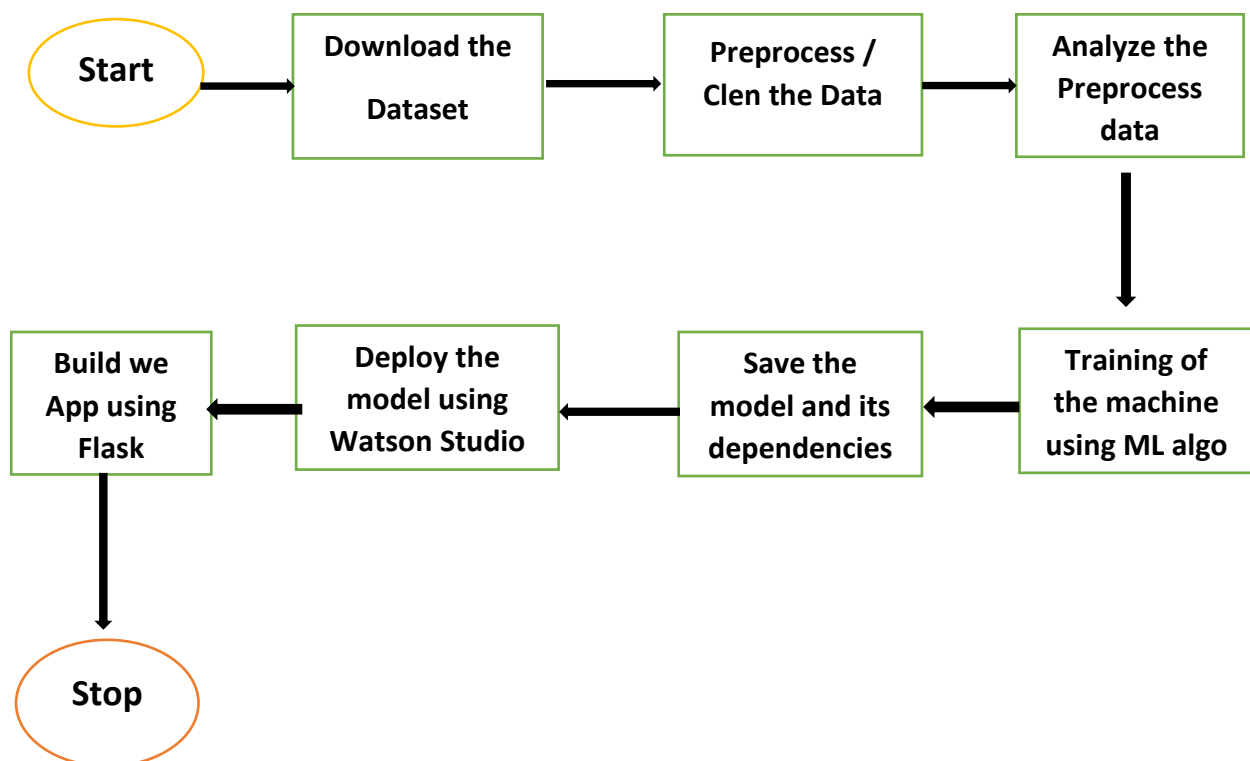 Start
Download the
Dataset
Preprocess /
Clen the Data
Analyze the
Preprocess
data
Training of
the machine
using ML algo
Save the
model and its
dependencies
Deploy the
model using
Watson Studio
Build we
App using
Flask
Stop